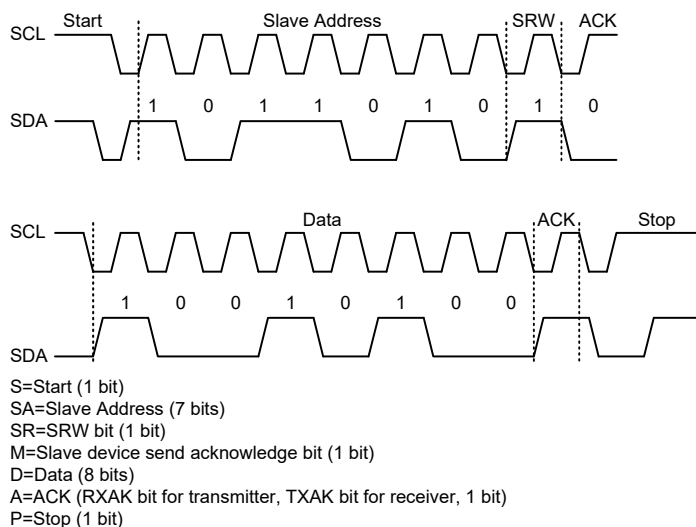 Start Slave Address SRW ACK
SCL
1 0 1 1 0 1 0 1 0
SDA
Data ACK Stop
SCL
1 0 0 1 0 1 0 0
SDA
S=Start (1 bit)
SA=Slave Address (7 bits)
SR=SRW bit (1 bit)
M=Slave device send acknowledge bit (1 bit)
D=Data (8 bits)
A=ACK (RXAK bit for transmitter, TXAK bit for receiver, 1 bit)
P=Stop (1 bit)